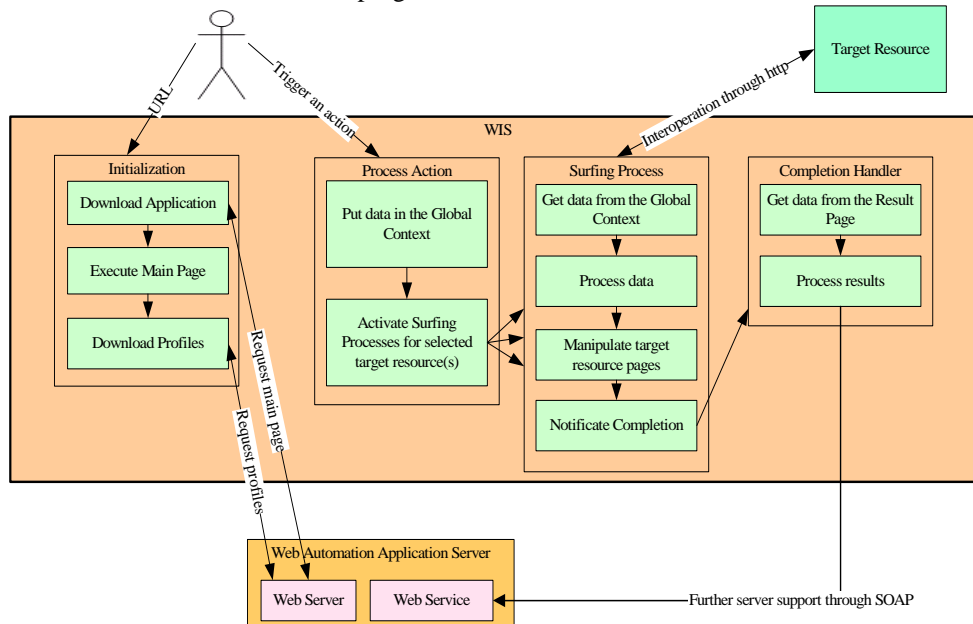 URL
Trigger an action
Interoperation through http
Target Resource
WIS
Initialization
Download Application
Execute Main Page
Download Profiles
Process Action
Put data in the Global
Context
Activate Surfing
Processes for selected
target resource(s)
Surfing Process
Get data from the Global
Context
Process data
Manipulate target
resource pages
Notificate Completion
Completion Handler
Get data from the Result
Page
Process results
Request main page
Request profiles
Web Automation Application Server
Web Server
Web Service
Further server support through SOAP